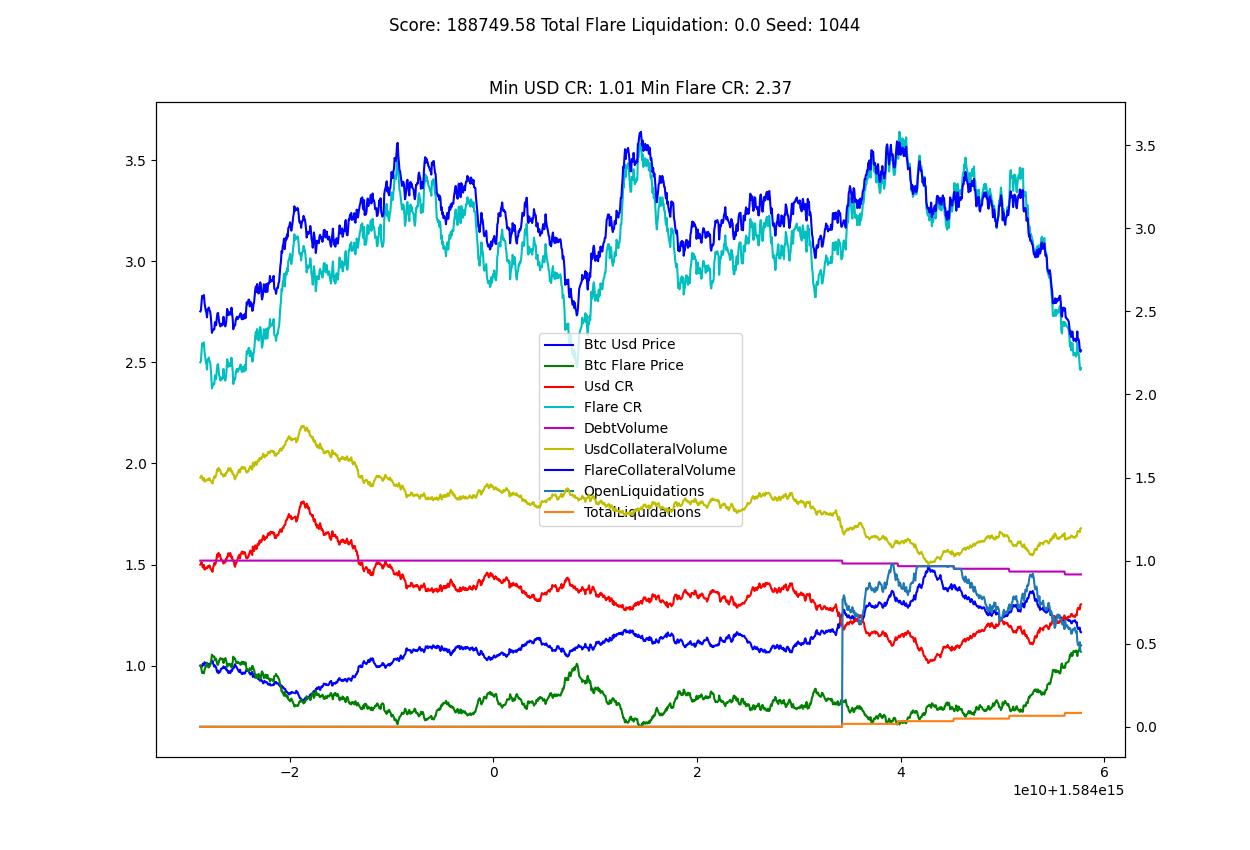 Score: 188749.58 Total Flare Liquidation: 0.0 Seed: 1044
Min USD CR: 1.01 Min Flare CR: 2.37
3.5
3.0
2.5
2.0
1.5
1.0
3.5
3.0
2.5
2.0
1.5
1.0
0.5
0.0
Btc Usd Price
Btc Flare Price
Usd CR
Flare CR
DebtVolume
UsdCollateralVolume
FlareCollateralVolume
OpenLiquidations
TotalLiquidations
−2
0
2
4
6
1e10+1.584e15